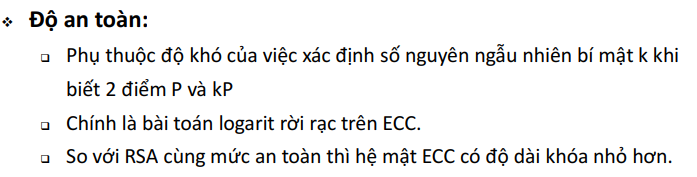 ❖ Độ an toàn:
❑ Phụ thuộc độ khó của việc xác định số nguyên ngẫu nhiên bí mật k khi
biết 2 điểm P và kP
❑ Chính là bài toán logarit rời rạc trên ECC.
❑ So với RSA cùng mức an toàn thì hệ mật ECC có độ dài khóa nhỏ hơn.